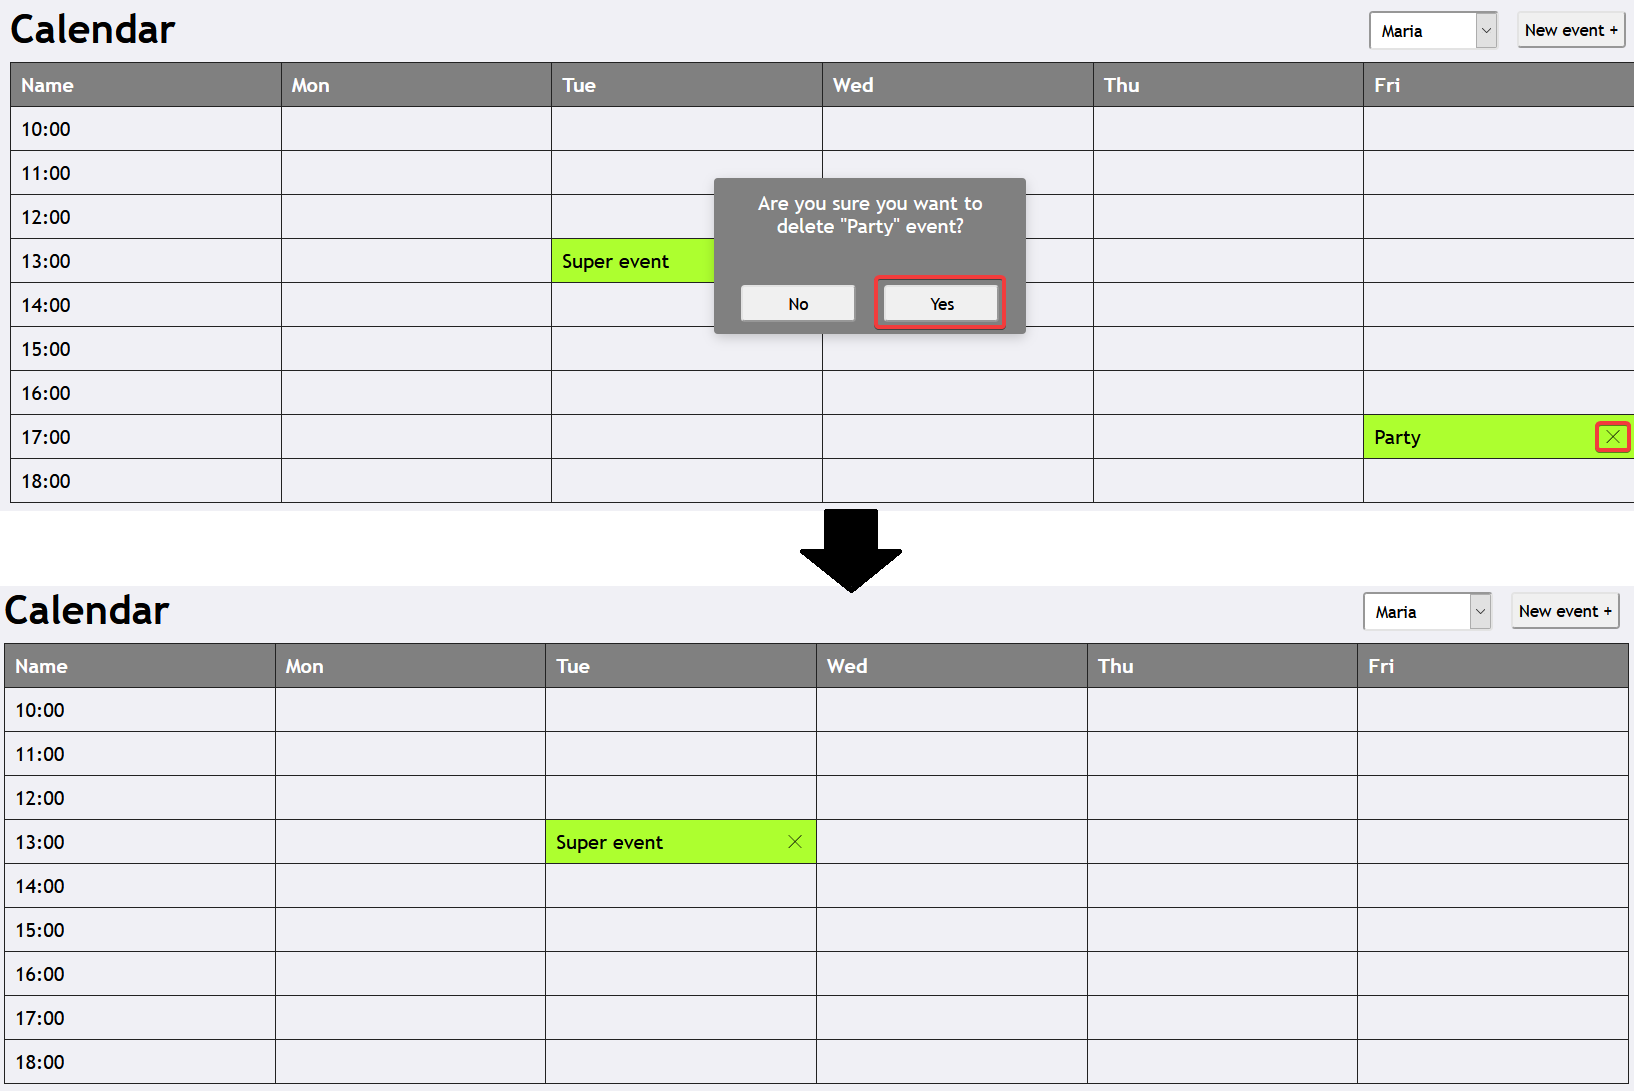 Calendar
Maria
New event +
Name Mon Tue Wed Thu Fri
10:00
11:00
12:00
Are you sure you want to
delete "Party" event?
13:00 Super event
14:00
No Yes
15:00
16:00
17:00 Party
18:00
Calendar
Maria
New event +
Name Mon Tue Wed Thu Fri
10:00
11:00
12:00
13:00 Super event
14:00
15:00
16:00
17:00
18:00